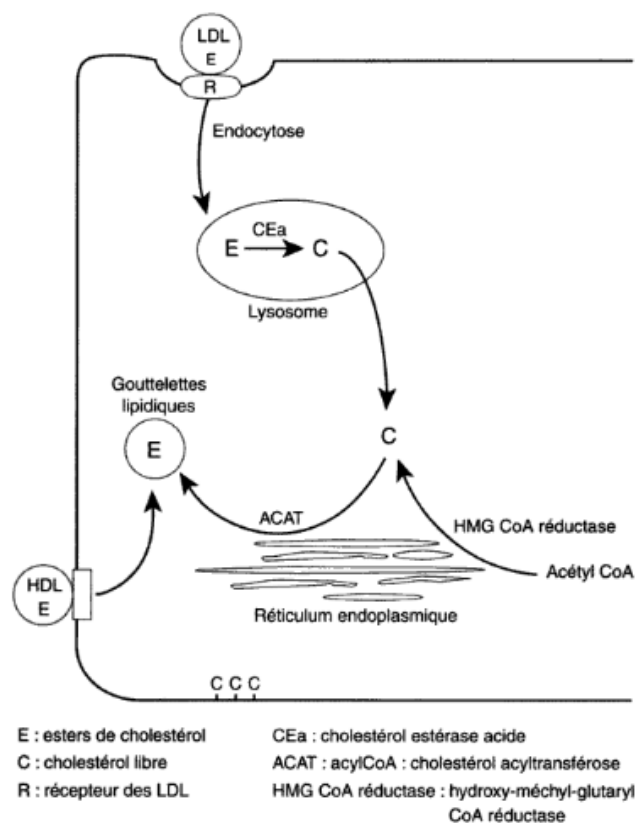 LDL
E
R
Endocytose
CEa
E
C
Lysosome
Gouttelettes
lipidiques
E
C
ACAT
HMG CoA réductase
Acétyl CoA
HDL
E
Réticulum endoplasmique
C C C
E : esters de cholestérol
C : cholestérol libre
R : récepteur des LDL
CEa : cholestérol estérase acide
ACAT : acylCoA : cholestérol acyltransférose
HMG CoA réductase : hydroxy-méchyl-glutaryl
CoA réductase